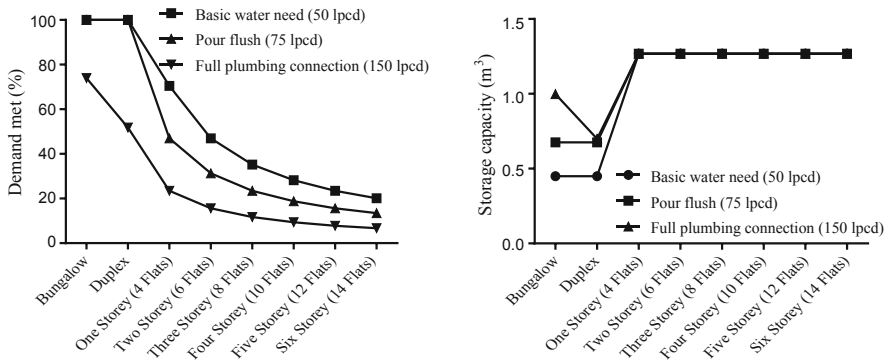 Demand met (%)
100
80
60
40
20
0
Basic water need (50 lpcd)
Pour flush (75 lpcd)
Full plumbing connection (150 lpcd)
Bungalow
Duplex
One Storey (4 Flats)
Two Storey (6 Flats)
Three Storey (8 Flats)
Four Storey (10 Flats)
Five Storey (12 Flats)
Six Storey (14 Flats)
Storage capacity (m³)
1.5
1.0
0.5
0.0
Basic water need (50 lpcd)
Pour flush (75 lpcd)
Full plumbing connection (150 lpcd)
Bungalow
Duplex
One Storey (4 Flats)
Two Storey (6 Flats)
Three Storey (8 Flats)
Four Storey (10 Flats)
Five Storey (12 Flats)
Six Storey (14 Flats)